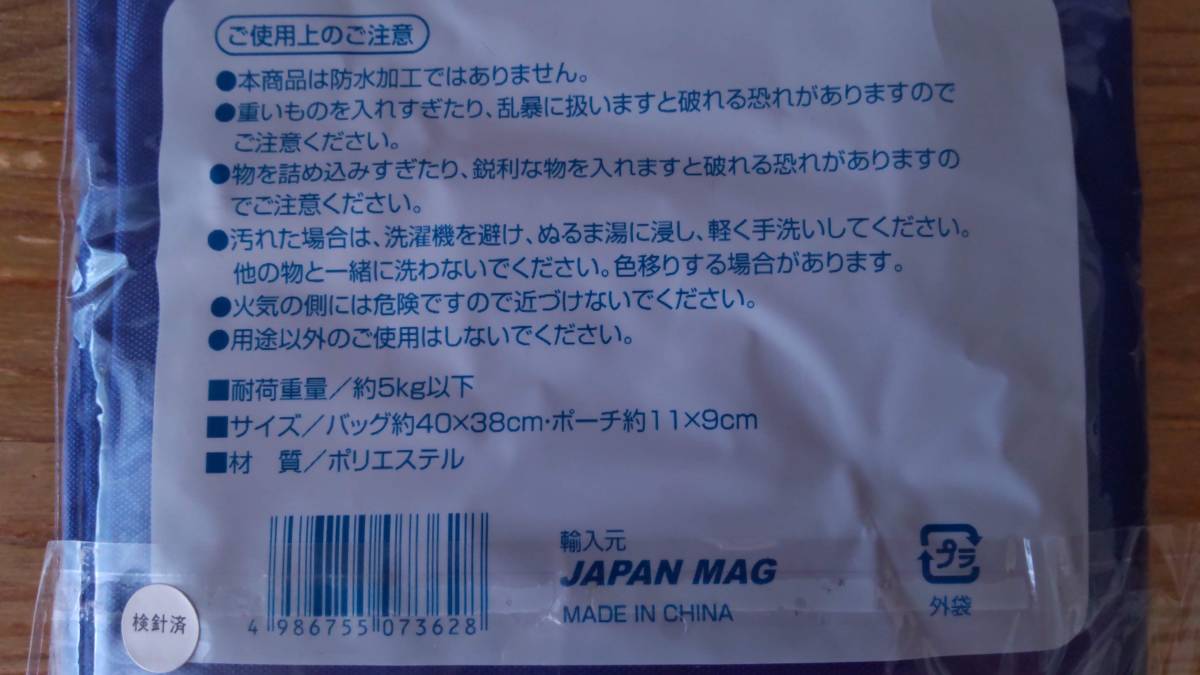 ご使用上のご注意
●本商品は防水加工ではありません。
●重いものを入れすぎたり、乱暴に扱いますと破れる恐れがありますので
ご注意ください。
●物を詰め込みすぎたり、鋭利な物を入れますと破れる恐れがありますの
でご注意ください。
●汚れた場合は、洗濯機を避け、ぬるま湯に浸し、軽く手洗いしてください。
他の物と一緒に洗わないでください。色移りする場合があります。
●火気の側には危険ですので近づけないでください。
●用途以外のご使用はしないでください。
■耐荷重量/約5kg以下
■サイズ/バッグ約40×38cm・ポーチ約11×9cm
■材 質/ポリエステル
4 986755 073628
輸入元
JAPAN MAG
MADE IN CHINA
プラ
外袋
検針済